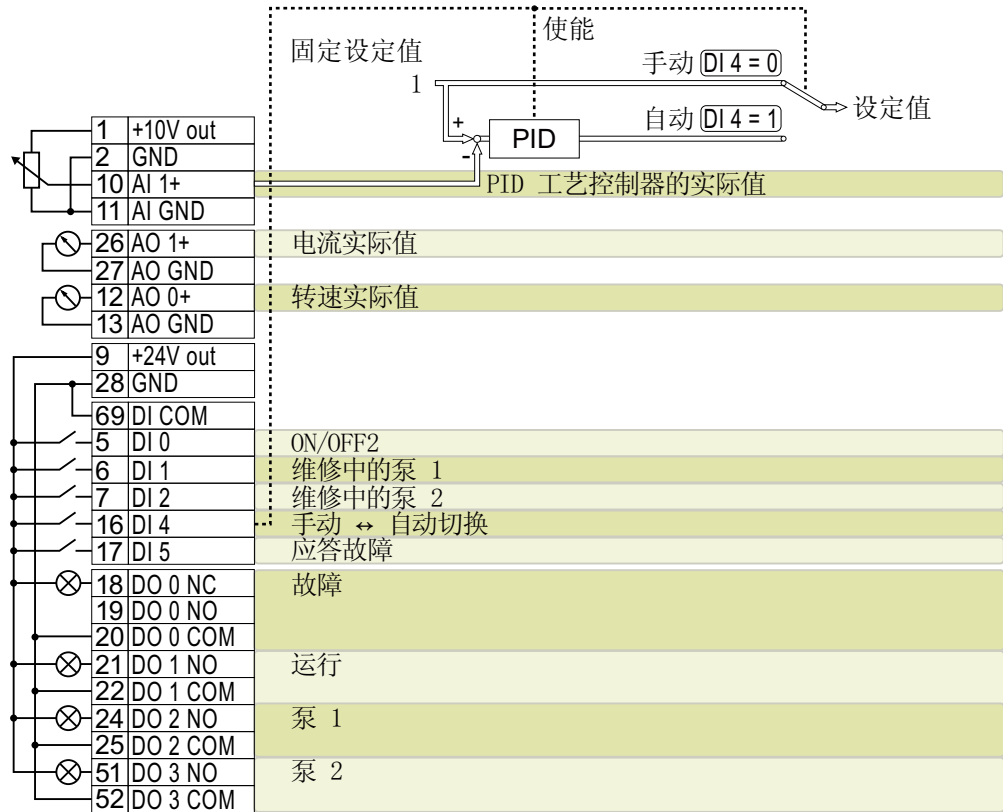 使能
固定设定值
1
手动 DI 4 = 0
设定值
自动 DI 4 = 1
+
PID
-
1 +10V out
2 GND
10 AI 1+ PID 工艺控制器的实际值
11 AI GND
26 AO 1+ 电流实际值
27 AO GND
12 AO 0+ 转速实际值
13 AO GND
9 +24V out
28 GND
69 DI COM
5 DI 0 ON/OFF2
6 DI 1 维修中的泵 1
7 DI 2 维修中的泵 2
16 DI 4 手动 ↔ 自动切换
17 DI 5 应答故障
18 DO 0 NC 故障
19 DO 0 NO
20 DO 0 COM
21 DO 1 NO 运行
22 DO 1 COM
24 DO 2 NO 泵 1
25 DO 2 COM
51 DO 3 NO 泵 2
52 DO 3 COM